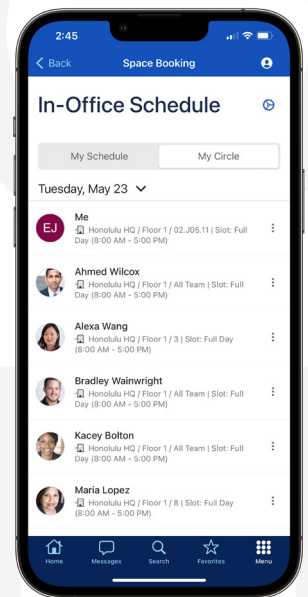 2:45
Back
Space Booking
In-Office Schedule
My Schedule
My Circle
Tuesday, May 23
EJ
Me
Honolulu HQ / Floor 1 / 02.J05.11 | Slot: Full
Day (8:00 AM - 5:00 PM)
Ahmed Wilcox
Honolulu HQ / Floor 1 / All Team | Slot: Full
Day (8:00 AM - 5:00 PM)
Alexa Wang
Honolulu HQ / Floor 1 / 3 | Slot: Full Day
(8:00 AM - 5:00 PM)
Bradley Wainwright
Honolulu HQ / Floor 1 / All Team | Slot: Full
Day (8:00 AM - 5:00 PM)
Kacey Bolton
Honolulu HQ / Floor 1 / All Team | Slot: Full
Day (8:00 AM - 5:00 PM)
Maria Lopez
Honolulu HQ / Floor 1 / 8 | Slot: Full Day
(8:00 AM - 5:00 PM)
Home
Messages
Search
Favorites
Menu